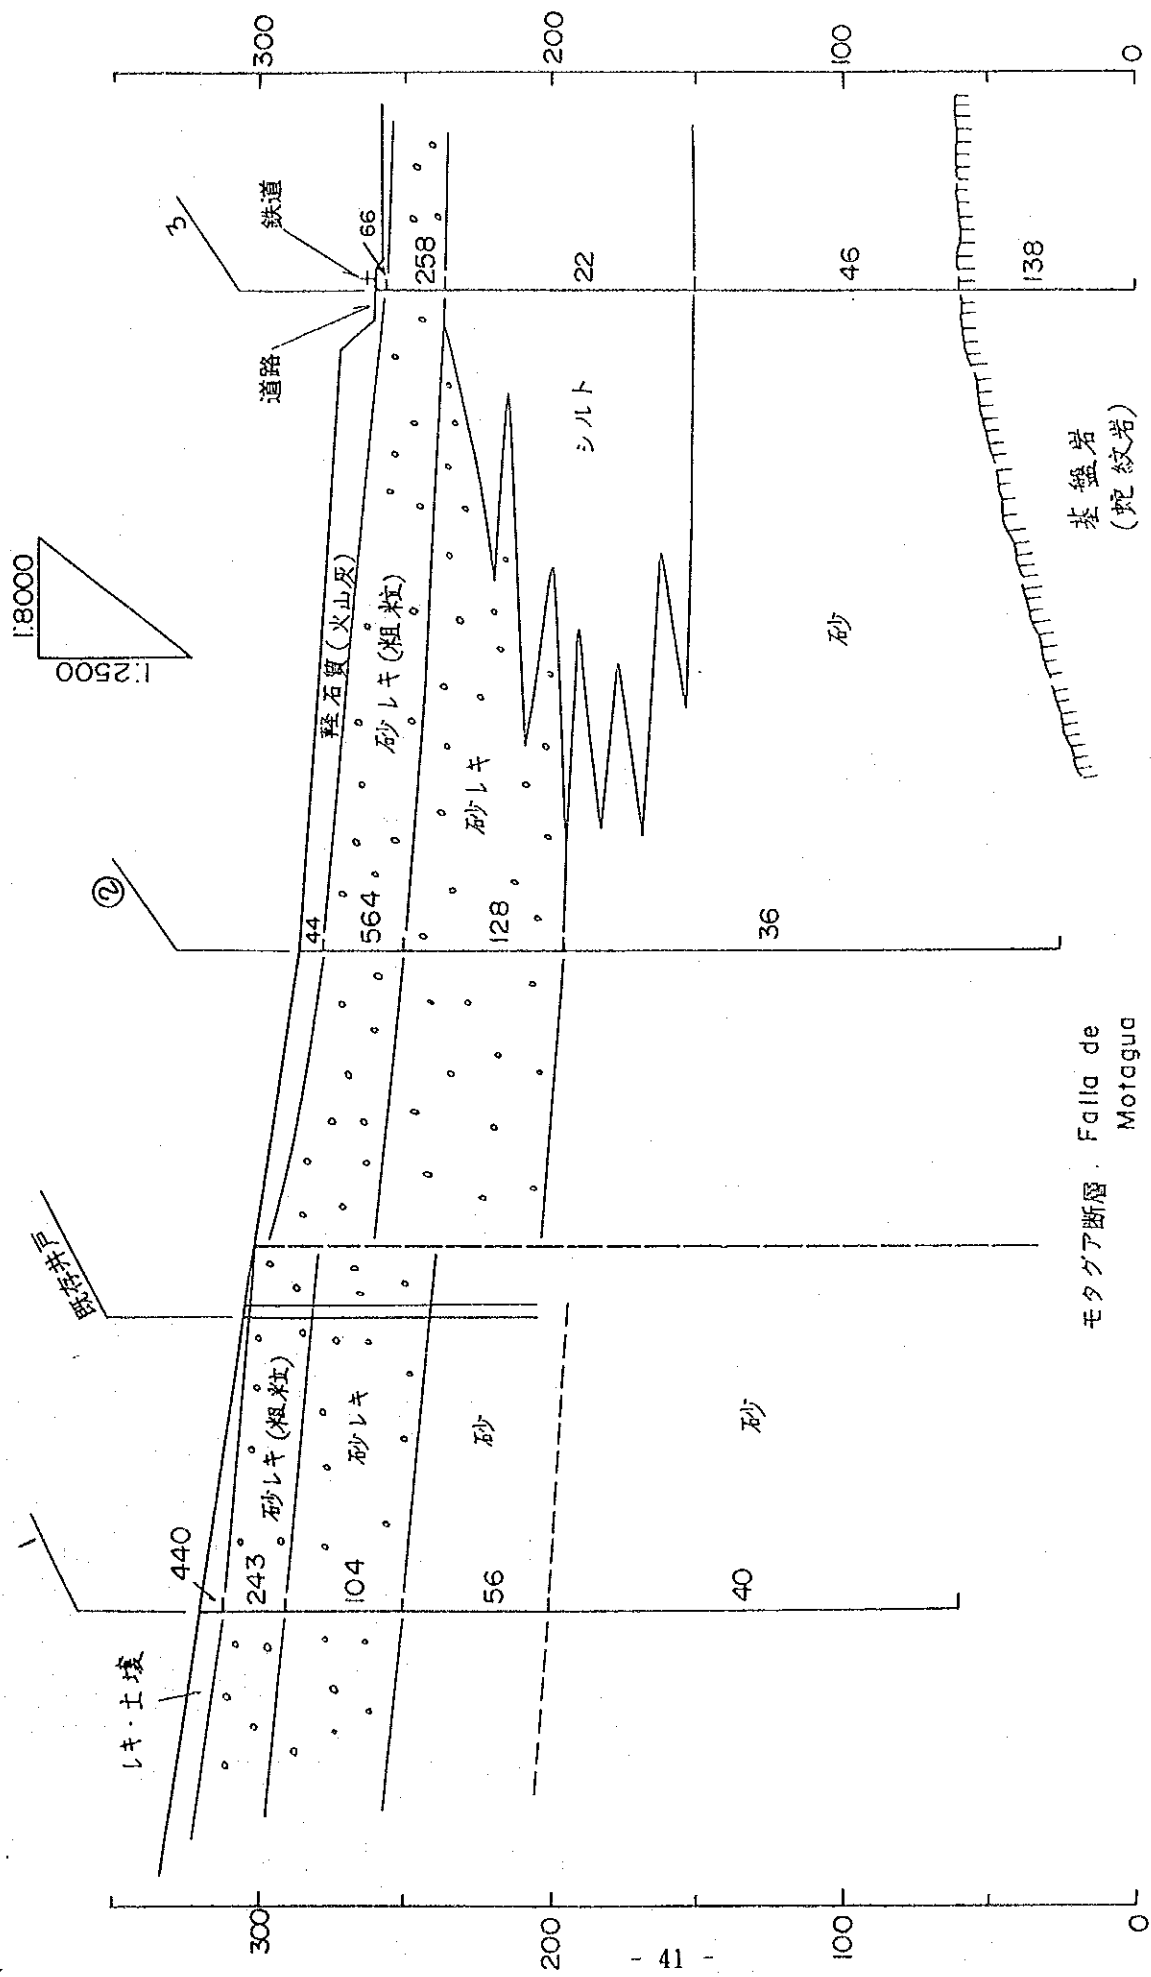 1
440
レキ・土壌
243
砂レキ(粗粒)
104
砂レキ
56
砂
40
砂
既存井戸
モタグア断層. Falla de
Motagua
②
44
564
128
36
軽石質(火山灰)
砂レキ(粗粒)
砂レキ
砂
シルト
1:8000
1:2500
3
鉄道
道路
66
258
22
46
138
基盤岩
(蛇紋岩)
300
200
100
0
300
200
100
0
- 41 -